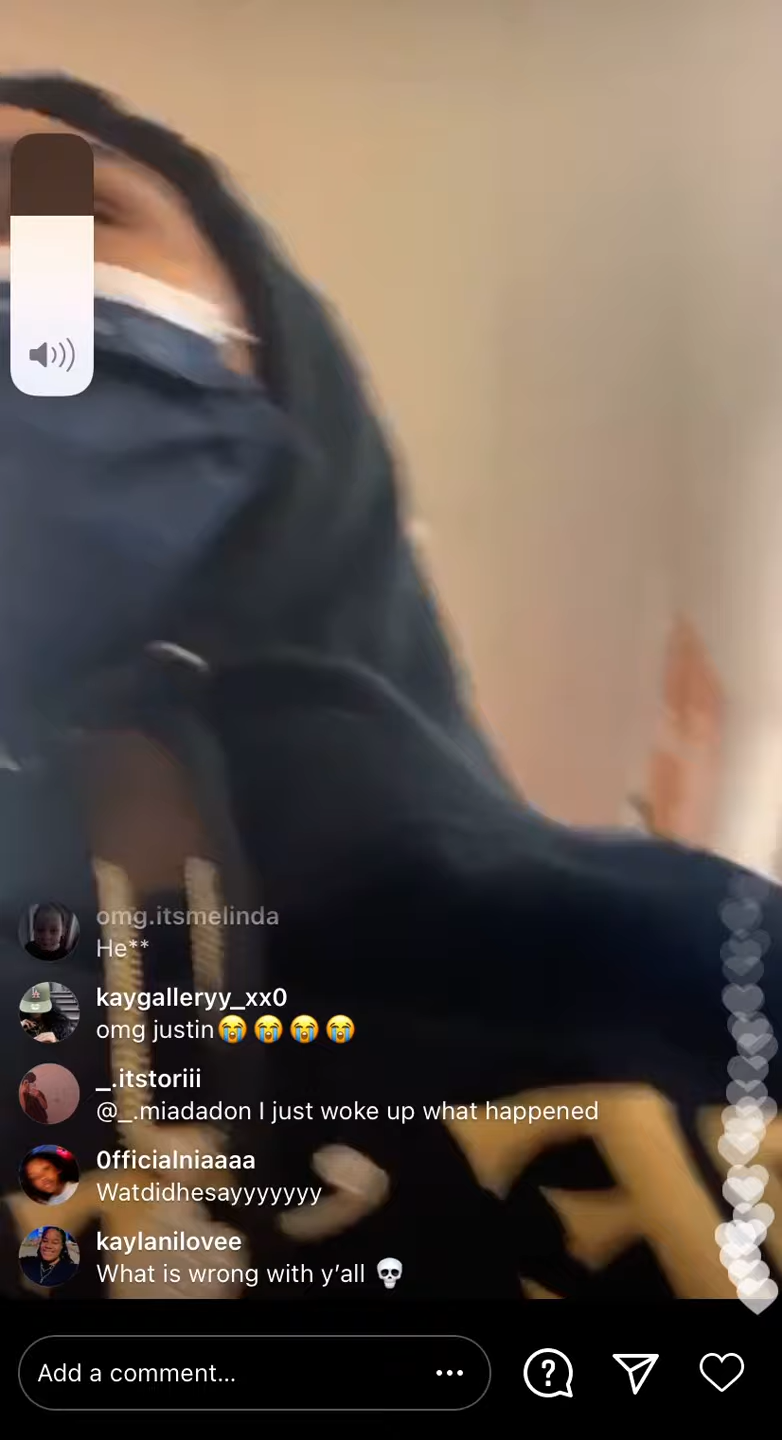 omg.itsmelinda
He**
kaygalleryy_xx0
omg justin😭😭😭😭
_.itstoriii
@_.miadadon I just woke up what happened
0fficialniaaaa
Watdidhesayyyyyyy
kaylanilovee
What is wrong with y’all 💀
Add a comment…